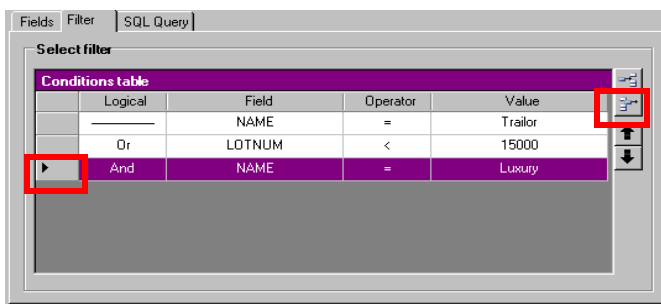 Fields Filter SQL Query
Select filter
Conditions table
Logical Field Operator Value
NAME = Trailor
Or LOTNUM < 15000
And NAME = Luxury